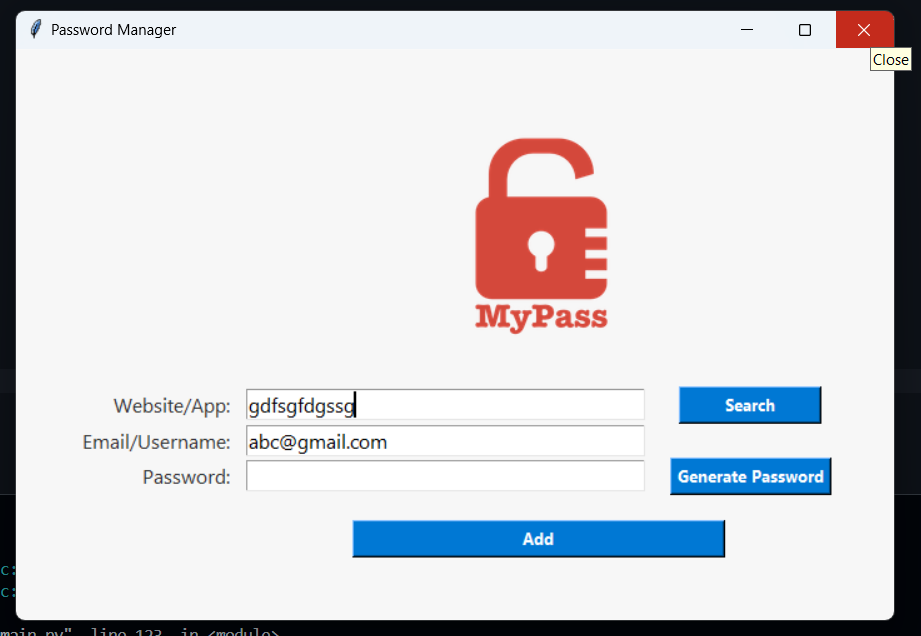 Password Manager
Close
MyPass
Website/App: gdfsgfdgssg Search
Email/Username: abc@gmail.com
Password: Generate Password
Add
c:
c:
main.py", line 123, in <module>